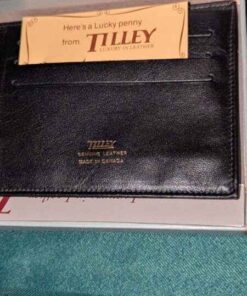 Here's a Lucky penny
from TILLEY
LUXURY IN LEATHER
TILLEY
GENUINE LEATHER
MADE IN CANADA